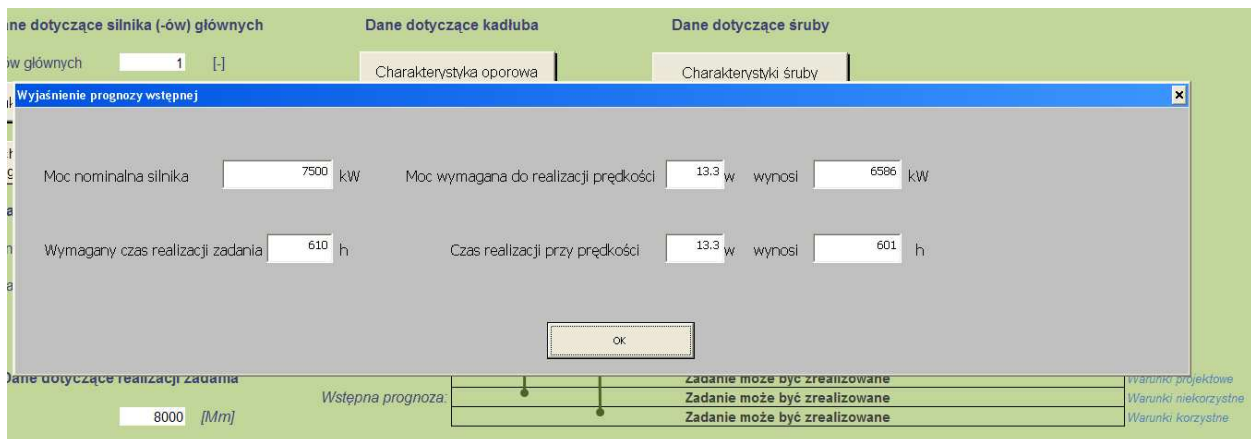 dotyczące silnika (-ów) głównych Dane dotyczące kadłuba Dane dotyczące śruby
głównych 1 [-] Charakterystyka oporowa Charakterystyki śruby
Wyjaśnienie prognozy wstępnej
Moc nominalna silnika 7500 kW Moc wymagana do realizacji prędkości 13.3 w wynosi 6586 kW
Wymagany czas realizacji zadania 610 h Czas realizacji przy prędkości 13.3 w wynosi 601 h
OK
Dane dotyczące realizacji zadania Zadanie może być zrealizowane Warunki projektowe
Wstępna prognoza: Zadanie może być zrealizowane Warunki niekorzystne
8000 [Mm] Zadanie może być zrealizowane Warunki korzystne